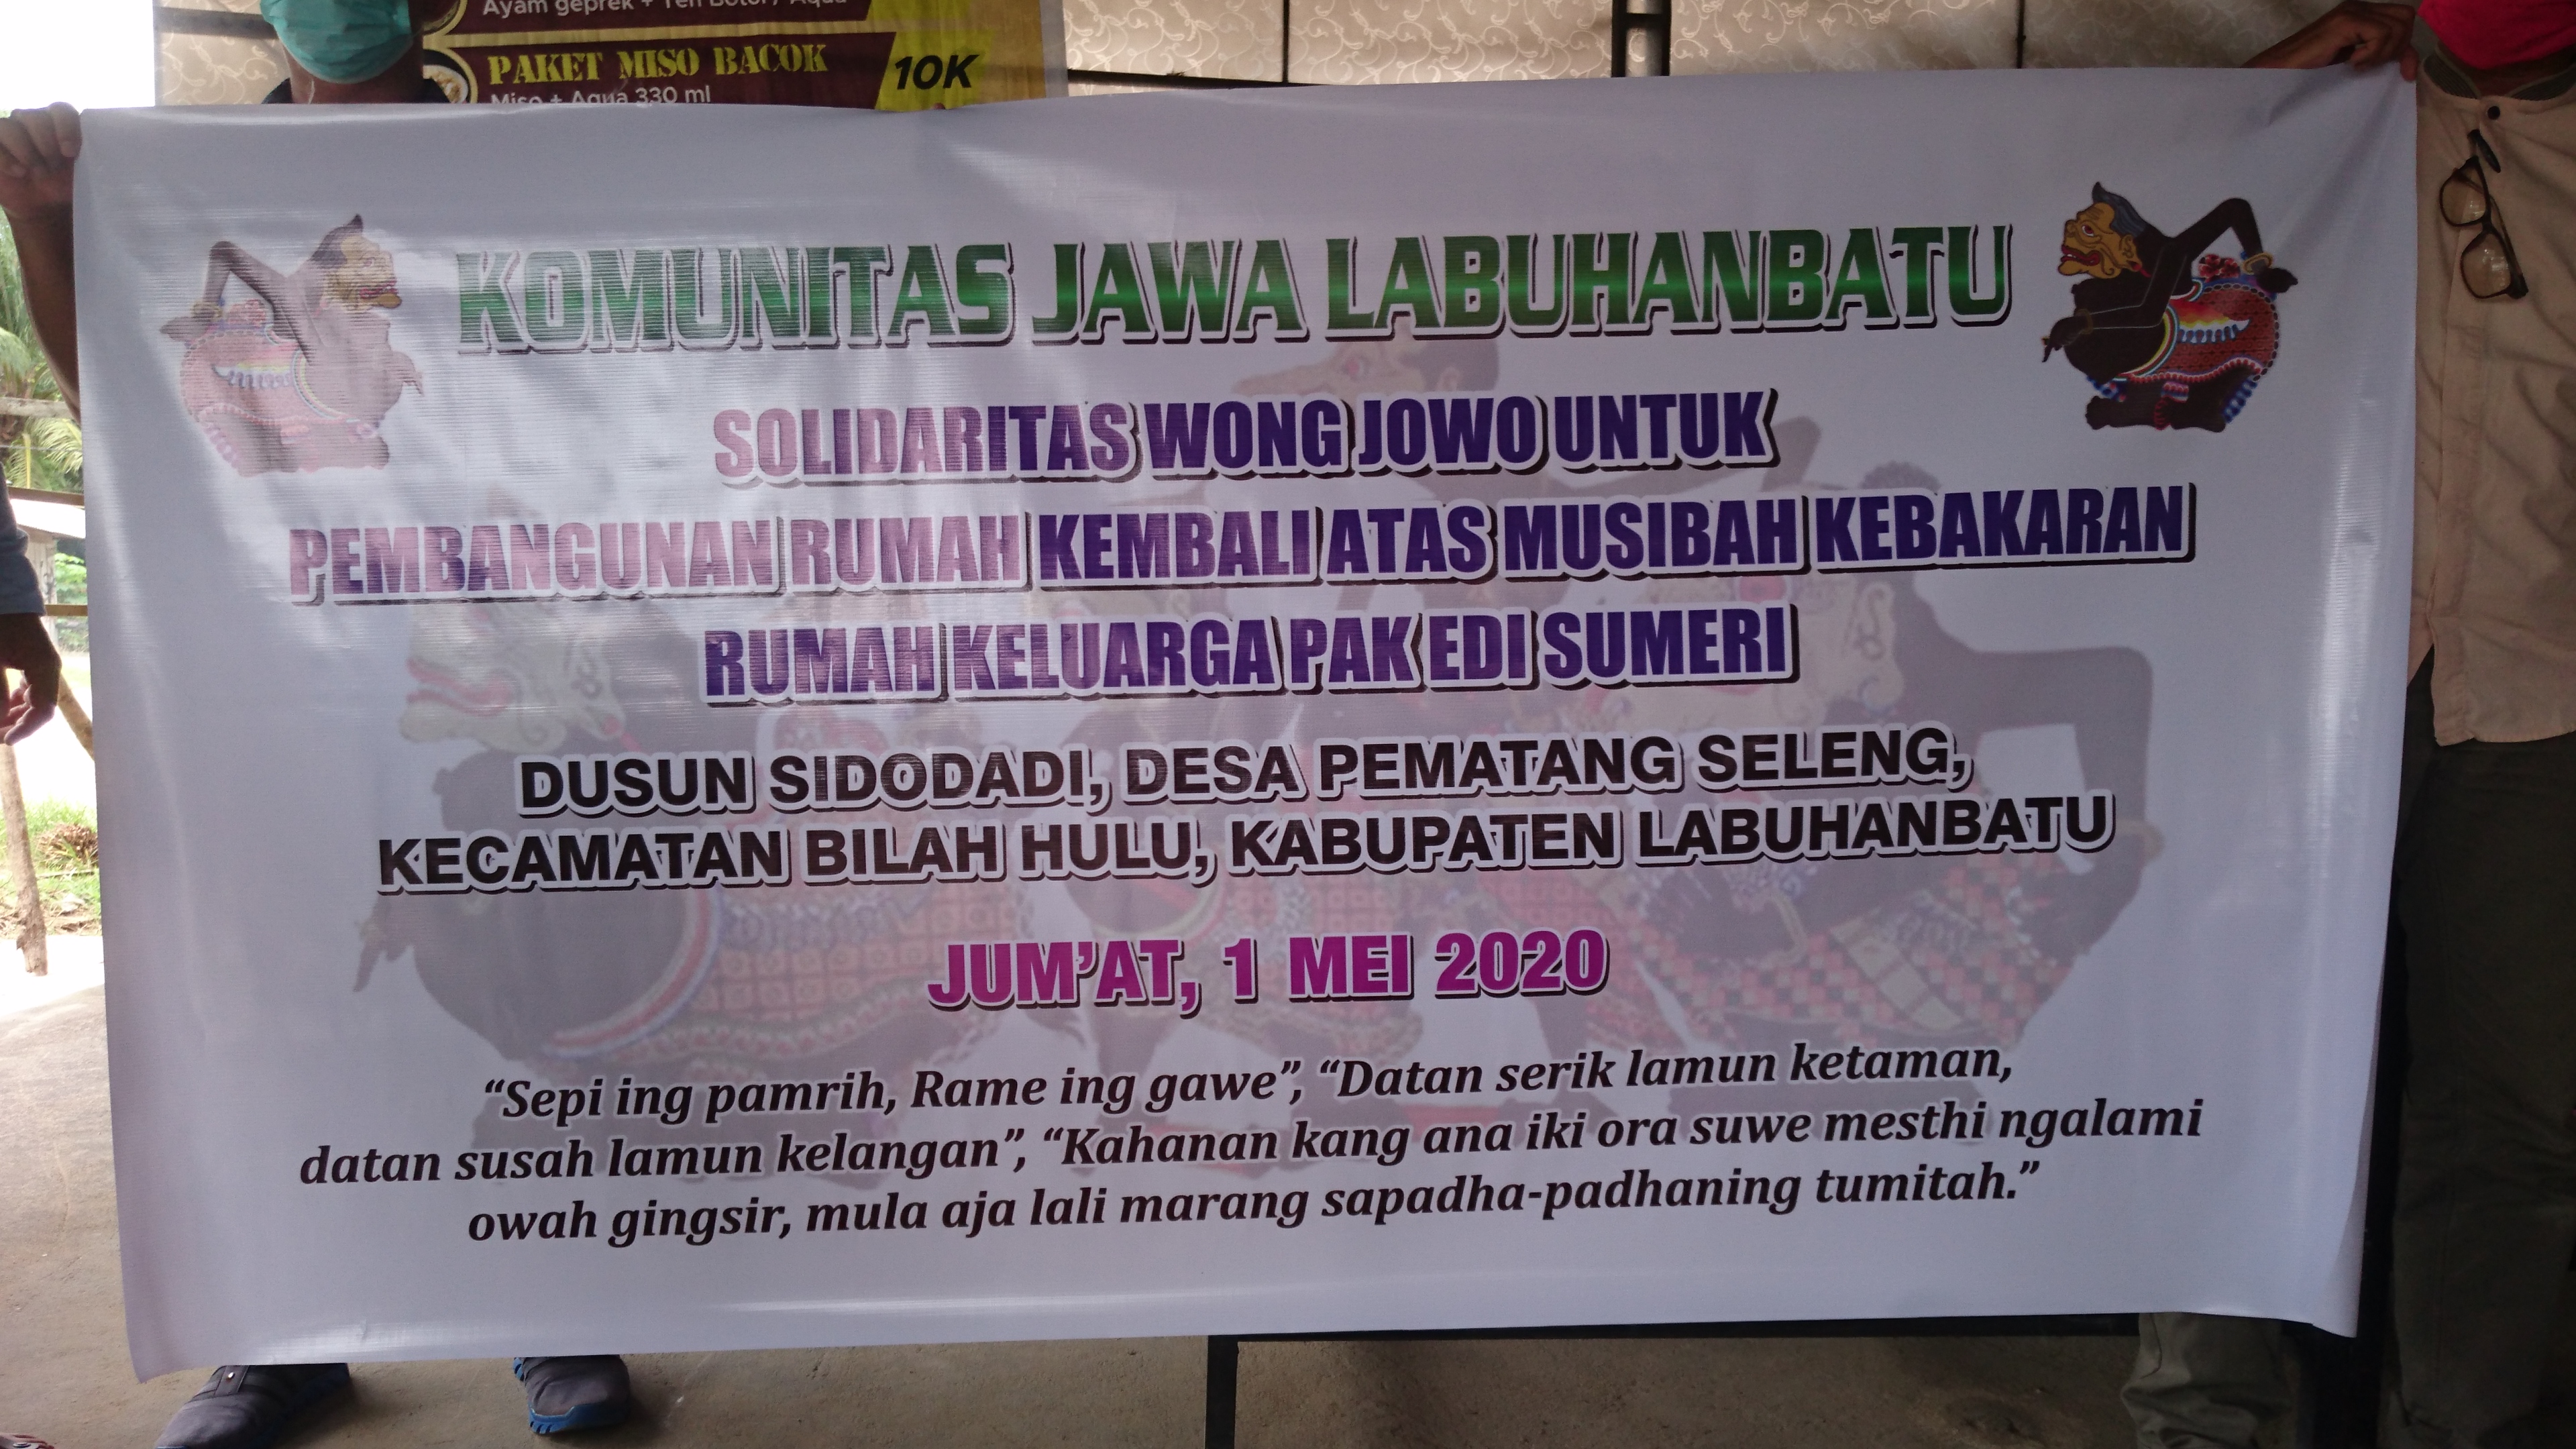 Ayam geprek + Teh Botol / Aqua
PAKET MISO BACOK
10K
Miso + Aqua 330 ml
KOMUNITAS JAWA LABUHANBATU
SOLIDARITAS WONG JOWO UNTUK
PEMBANGUNAN RUMAH KEMBALI ATAS MUSIBAH KEBAKARAN
RUMAH KELUARGA PAK EDI SUMERI
DUSUN SIDODADI, DESA PEMATANG SELENG,
KECAMATAN BILAH HULU, KABUPATEN LABUHANBATU
JUM'AT, 1 MEI 2020
“Sepi ing pamrih, Rame ing gawe”, “Datan serik lamun ketaman,
datan susah lamun kelangan”, “Kahanan kang ana iki ora suwe mesthi ngalami
owah gingsir, mula aja lali marang sapadha-padhaning tumitah.”